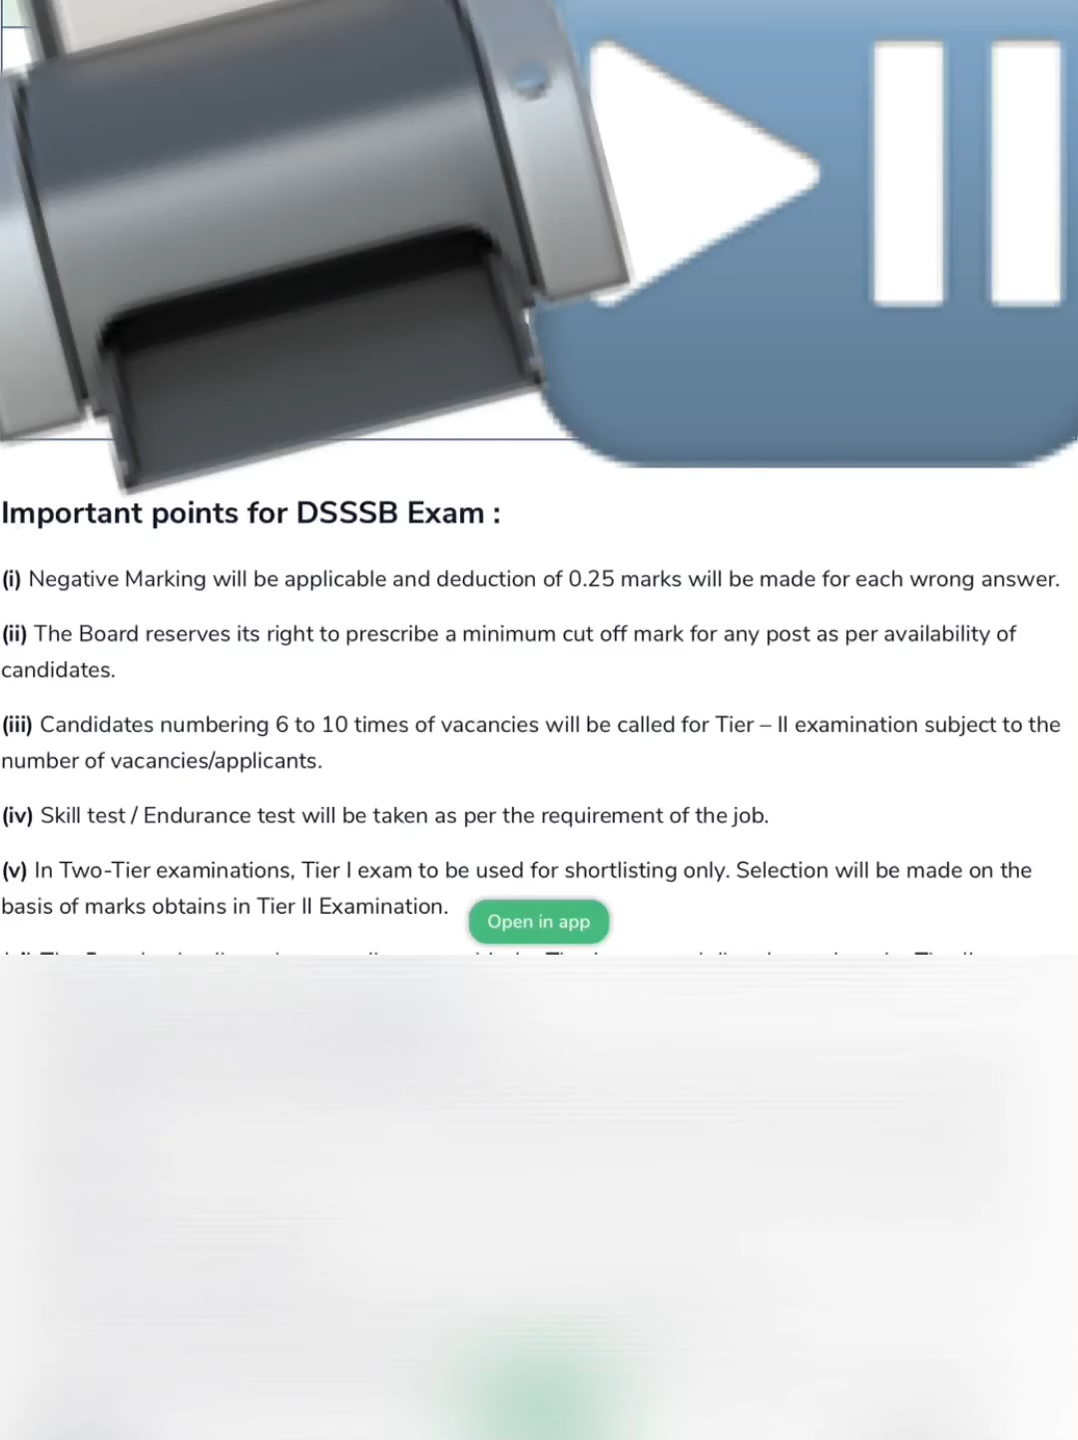 Important points for DSSSB Exam :
(i) Negative Marking will be applicable and deduction of 0.25 marks will be made for each wrong answer.
(ii) The Board reserves its right to prescribe a minimum cut off mark for any post as per availability of
candidates.
(iii) Candidates numbering 6 to 10 times of vacancies will be called for Tier – II examination subject to the
number of vacancies/applicants.
(iv) Skill test / Endurance test will be taken as per the requirement of the job.
(v) In Two-Tier examinations, Tier I exam to be used for shortlisting only. Selection will be made on the
basis of marks obtains in Tier II Examination.
Open in app